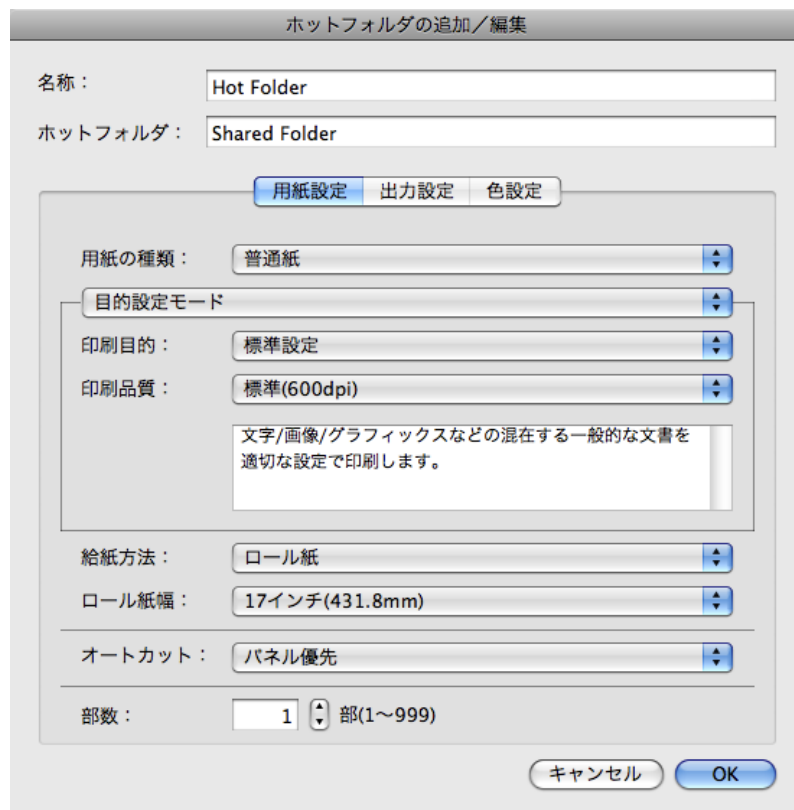 ホットフォルダの追加／編集
名称：
Hot Folder
ホットフォルダ：
Shared Folder
用紙設定 出力設定 色設定
用紙の種類：
普通紙
目的設定モード
印刷目的：
標準設定
印刷品質：
標準(600dpi)
文字/画像/グラフィックスなどの混在する一般的な文書を
適切な設定で印刷します。
給紙方法：
ロール紙
ロール紙幅：
17インチ(431.8mm)
オートカット：
パネル優先
部数：
1 部(1〜999)
キャンセル OK